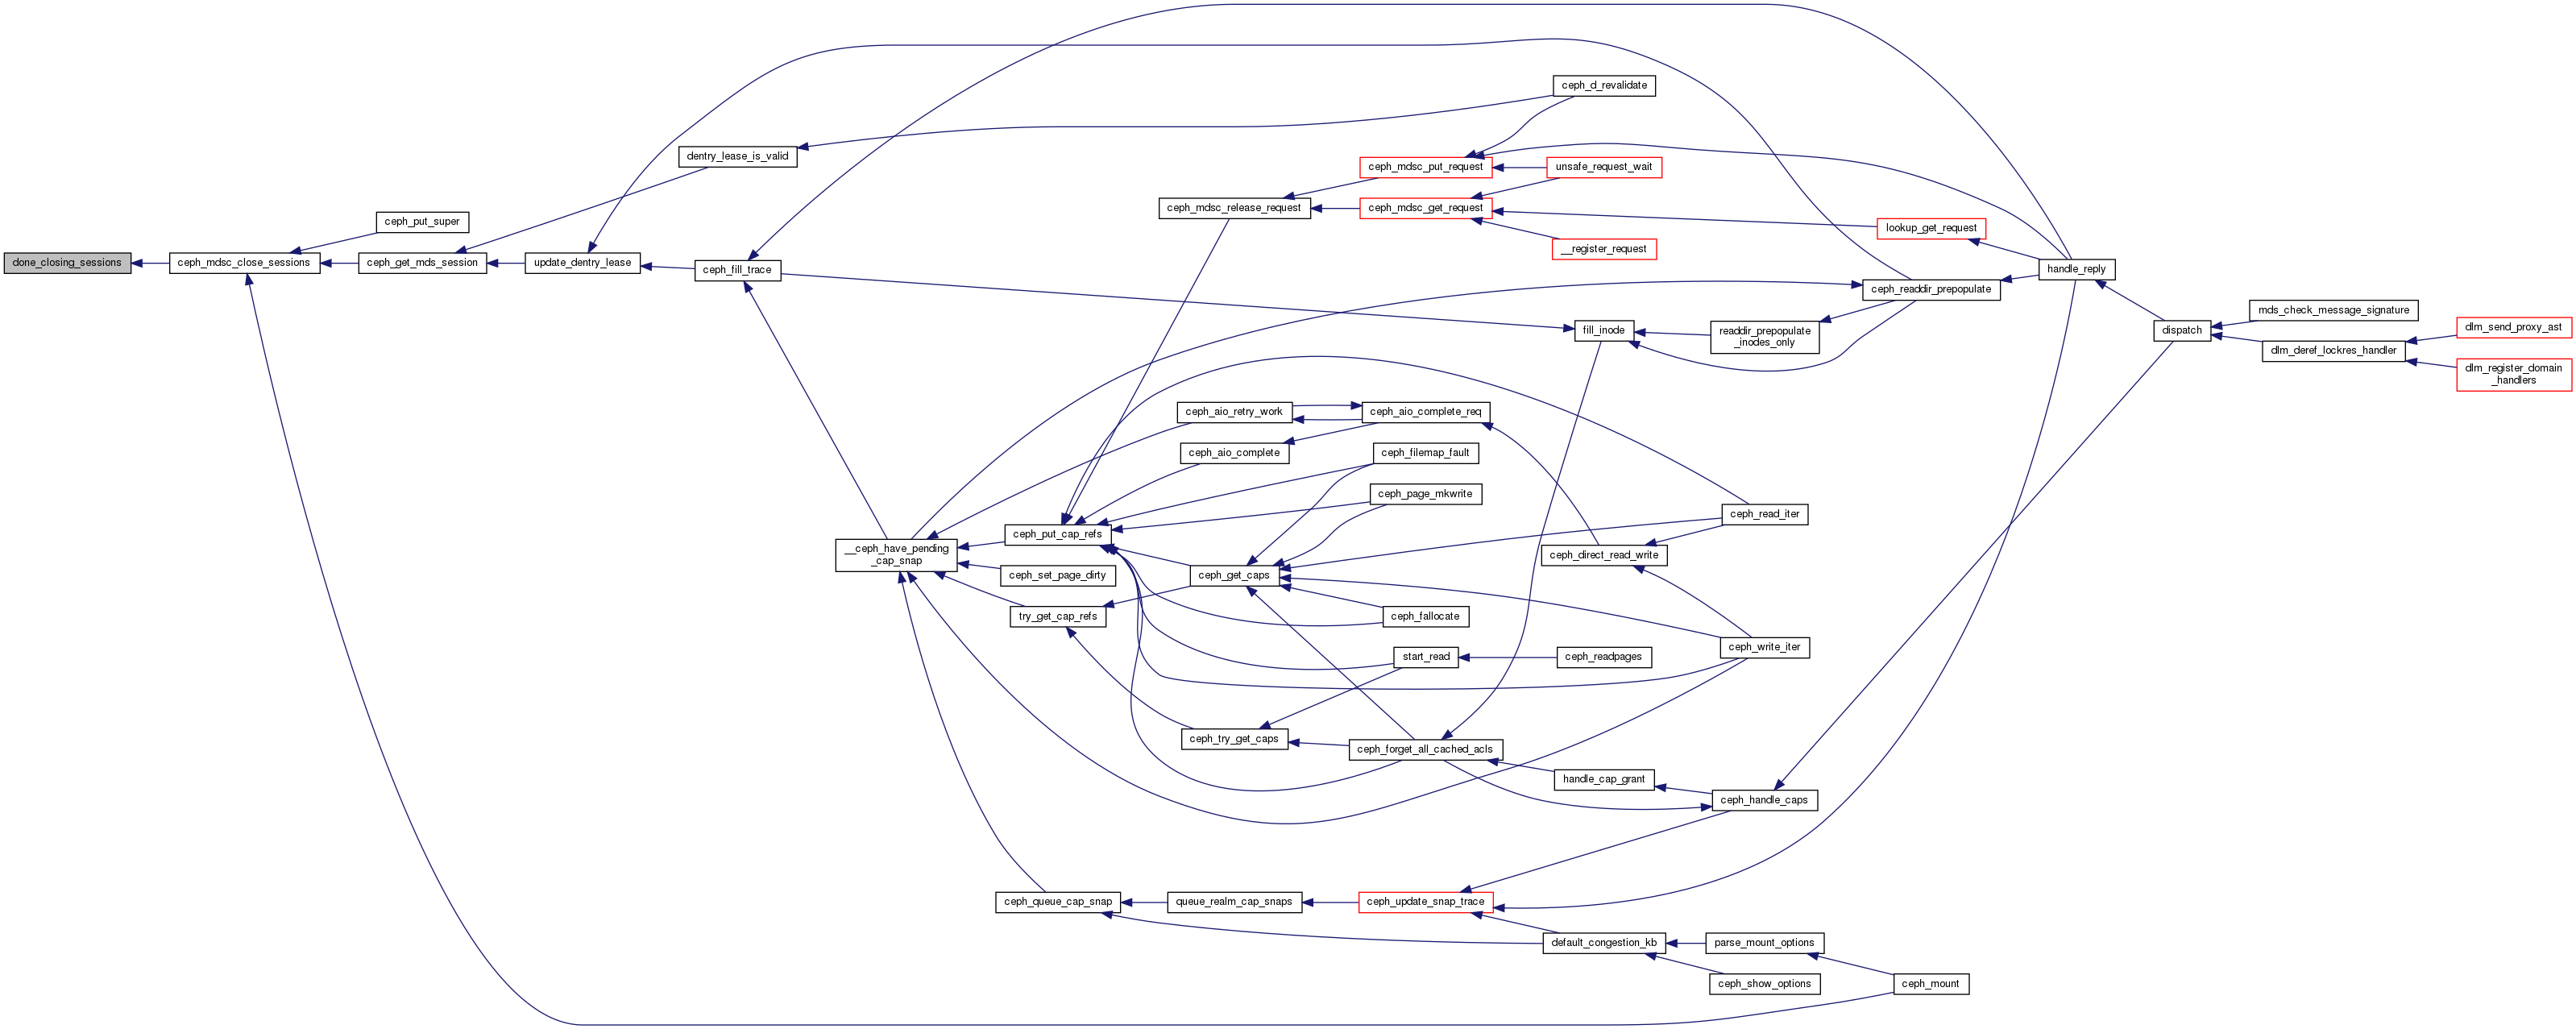 done_closing_sessions
ceph_mdsc_close_sessions
ceph_put_super
ceph_get_mds_session
dentry_lease_is_valid
update_dentry_lease
ceph_fill_trace
__ceph_have_pending
_cap_snap
ceph_put_cap_refs
ceph_set_page_dirty
try_get_cap_refs
ceph_queue_cap_snap
ceph_mdsc_release_request
ceph_aio_retry_work
ceph_aio_complete
ceph_get_caps
ceph_try_get_caps
queue_realm_cap_snaps
ceph_mdsc_put_request
ceph_mdsc_get_request
ceph_aio_complete_req
ceph_filemap_fault
ceph_page_mkwrite
ceph_fallocate
start_read
ceph_forget_all_cached_acls
ceph_update_snap_trace
ceph_d_revalidate
unsafe_request_wait
__register_request
fill_inode
ceph_direct_read_write
ceph_readpages
handle_cap_grant
default_congestion_kb
readdir_prepopulate
_inodes_only
ceph_read_iter
ceph_write_iter
ceph_handle_caps
parse_mount_options
ceph_show_options
lookup_get_request
ceph_readdir_prepopulate
ceph_mount
handle_reply
dispatch
mds_check_message_signature
dlm_deref_lockres_handler
dlm_send_proxy_ast
dlm_register_domain
_handlers